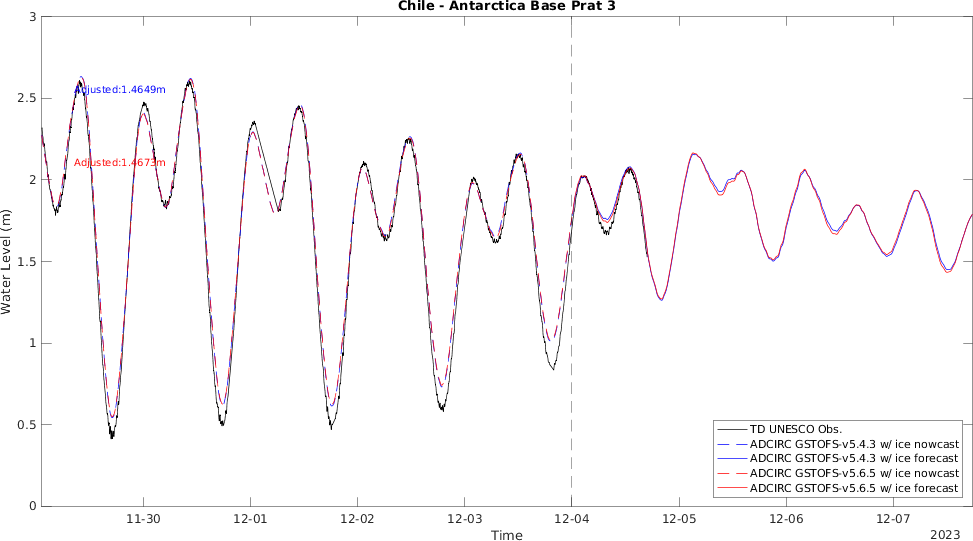 Chile - Antarctica Base Prat 3
3
2.5
2
1.5
1
0.5
0
Water Level (m)
Adjusted:1.4649m
Adjusted:1.4673m
TD UNESCO Obs.
ADCIRC GSTOFS-v5.4.3 w/ ice nowcast
ADCIRC GSTOFS-v5.4.3 w/ ice forecast
ADCIRC GSTOFS-v5.6.5 w/ ice nowcast
ADCIRC GSTOFS-v5.6.5 w/ ice forecast
11-30 12-01 12-02 12-03 12-04 12-05 12-06 12-07
Time
2023